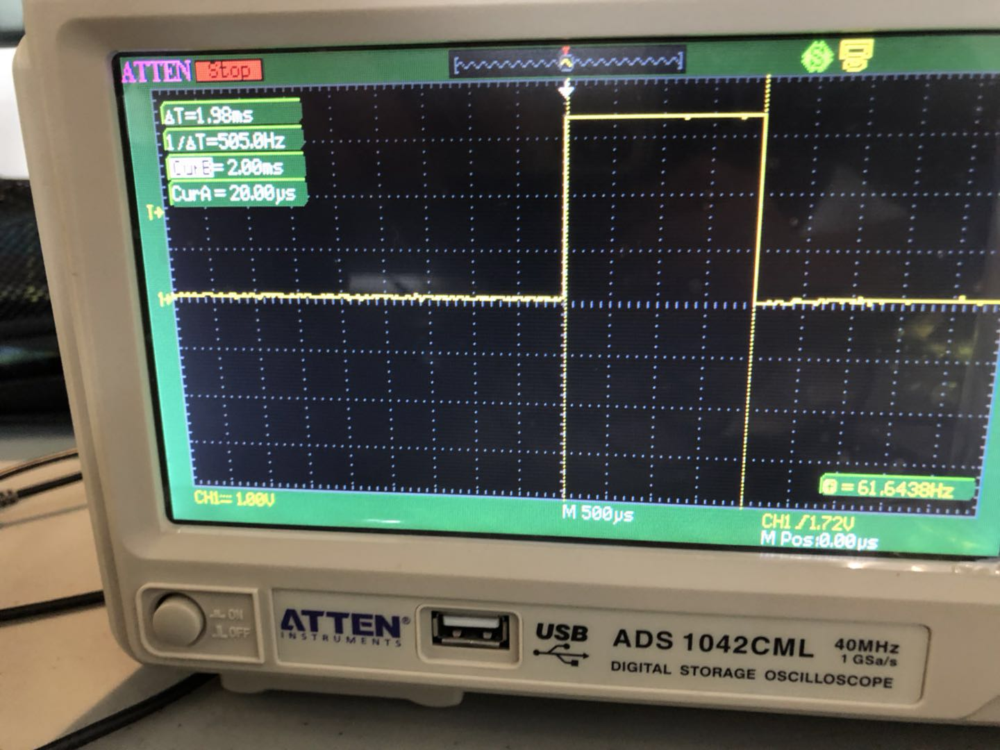 ATTEN Stop
ΔT=1.98ms
1/ΔT=505.0Hz
CurB= 2.00ms
CurA= 20.00µs
= 61.6438Hz
CH1 1.00V
M 500µs
CH1 /1.72V
M Pos:0.00µs
ON
OFF
ATTEN®
INSTRUMENTS
USB
ADS 1042CML
40MHz
1 GSa/s
DIGITAL STORAGE OSCILLOSCOPE